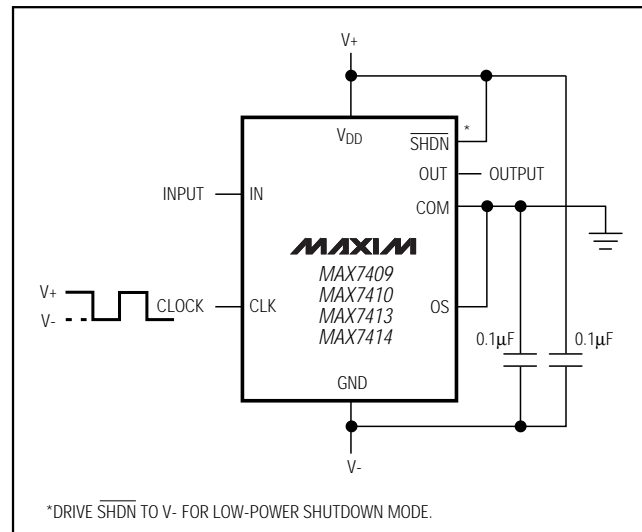 V+
VDD
*
SHDN
OUT
OUTPUT
INPUT
IN
COM
MAXIM
MAX7409
MAX7410
MAX7413
MAX7414
V+
V-
CLOCK
CLK
OS
0.1µF
0.1µF
GND
V-
*DRIVE SHDN TO V- FOR LOW-POWER SHUTDOWN MODE.